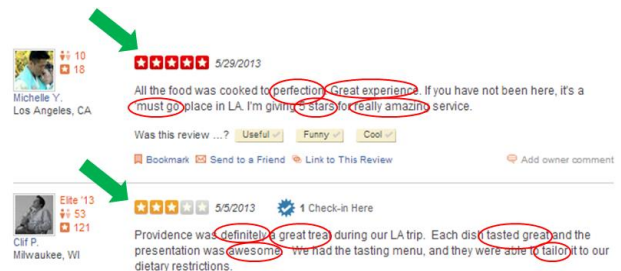 10
18
5/29/2013
All the food was cooked to perfection. Great experience. If you have not been here, it's a
must go place in LA. I'm giving 5 stars for really amazing service.
Michelle Y.
Los Angeles, CA
Was this review ...? Useful Funny Cool
Bookmark Send to a Friend Link to This Review Add owner comment
Elite '13
53
121
5/5/2013 1 Check-in Here
Providence was definitely a great treat during our LA trip. Each dish tasted great and the
presentation was awesome. We had the tasting menu, and they were able to tailor it to our
dietary restrictions.
Clif P.
Milwaukee, WI